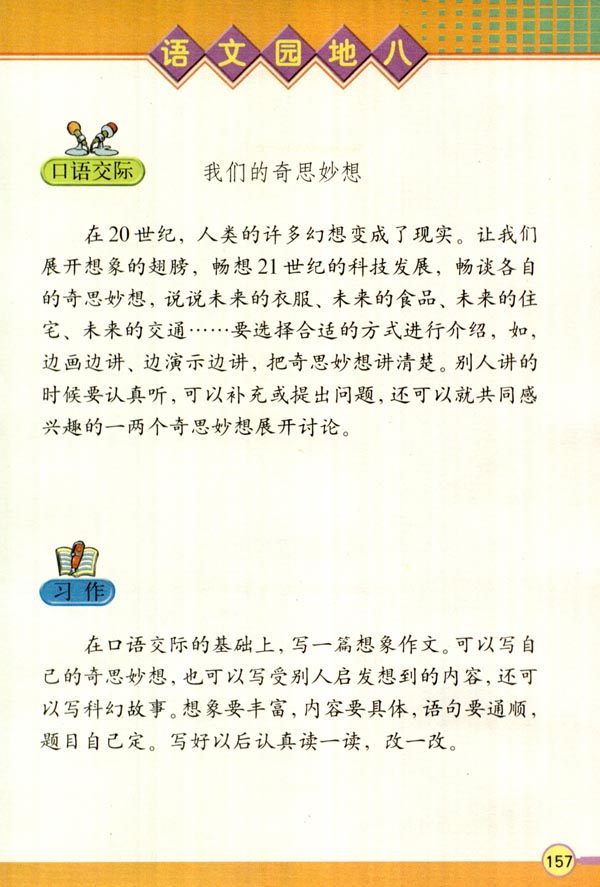 语文园地八
口语交际
我们的奇思妙想
在20世纪，人类的许多幻想变成了现实。让我们
展开想象的翅膀，畅想21世纪的科技发展，畅谈各自
的奇思妙想，说说未来的衣服、未来的食品、未来的住
宅、未来的交通……要选择合适的方式进行介绍，如，
边画边讲、边演示边讲，把奇思妙想讲清楚。别人讲的
时候要认真听，可以补充或提出问题，还可以就共同感
兴趣的一两个奇思妙想展开讨论。
习作
在口语交际的基础上，写一篇想象作文。可以写自
己的奇思妙想，也可以写受别人启发想到的内容，还可
以写科幻故事。想象要丰富，内容要具体，语句要通顺，
题目自己定。写好以后认真读一读，改一改。
157